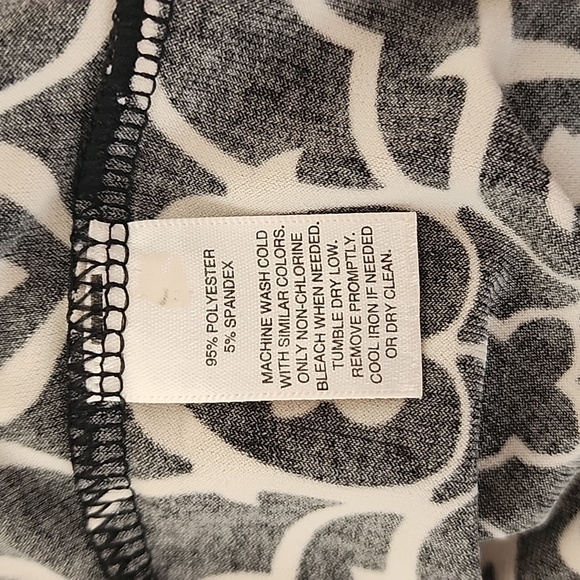 95% POLYESTER
5% SPANDEX
MACHINE WASH COLD
WITH SIMILAR COLORS.
ONLY NON-CHLORINE
BLEACH WHEN NEEDED.
TUMBLE DRY LOW.
REMOVE PROMPTLY.
COOL IRON IF NEEDED
OR DRY CLEAN.